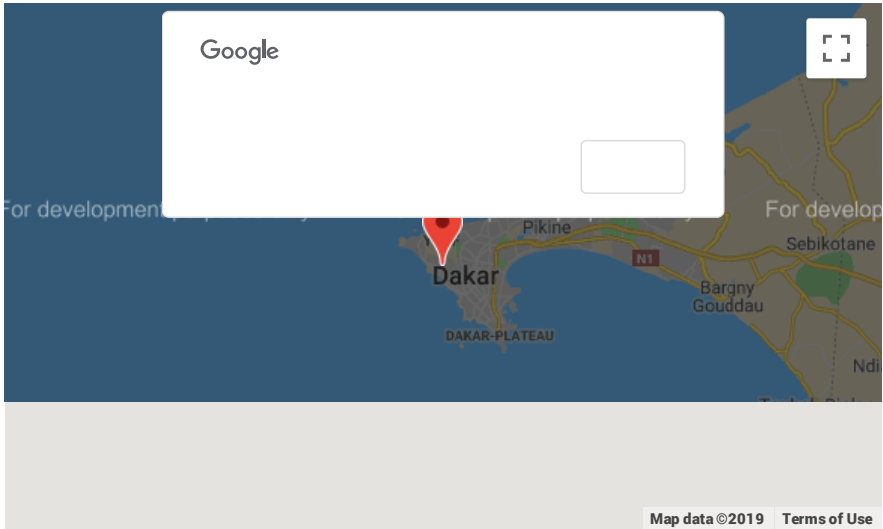 Google
For development
For develop
Pikine
Sebikotane
N1
Dakar
Bargny
Gouddau
DAKAR-PLATEAU
Ndi
Map data ©2019
Terms of Use